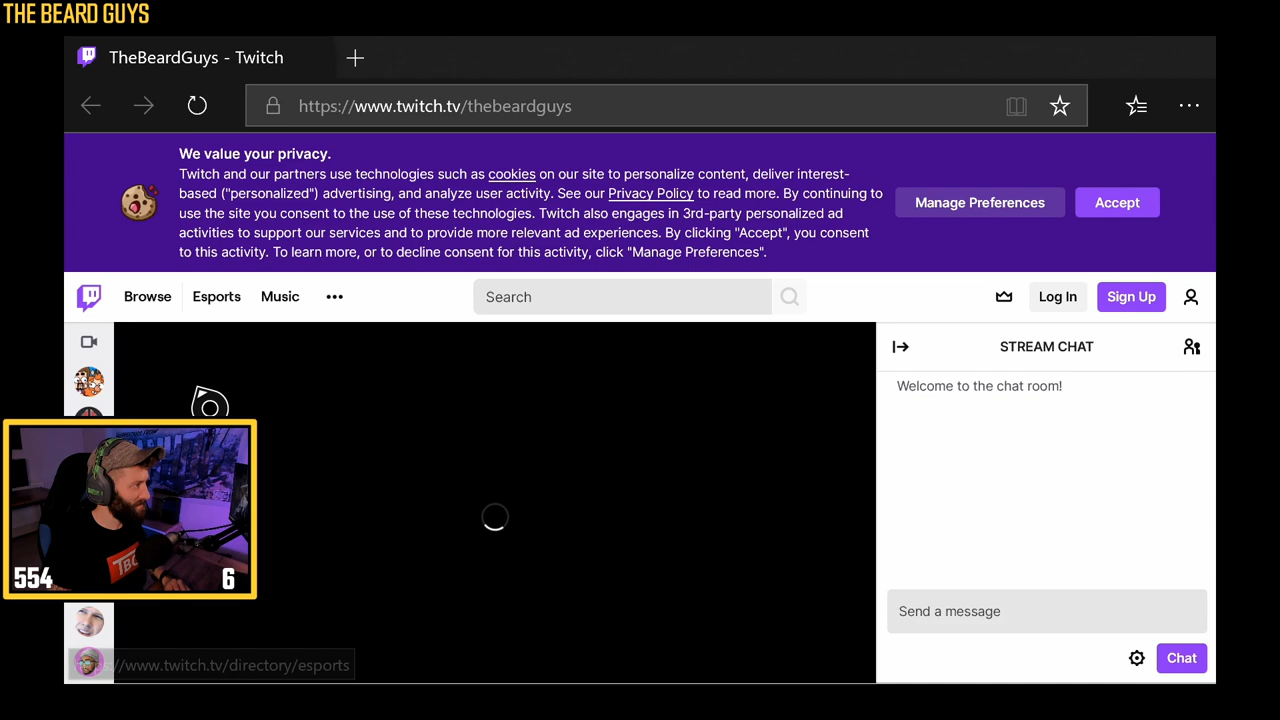 THE BEARD GUYS
TheBeardGuys - Twitch
https://www.twitch.tv/thebeardguys
We value your privacy.
Twitch and our partners use technologies such as cookies on our site to personalize content, deliver interest-
based ("personalized") advertising, and analyze user activity. See our Privacy Policy to read more. By continuing to
use the site you consent to the use of these technologies. Twitch also engages in 3rd-party personalized ad
activities to support our services and to provide more relevant ad experiences. By clicking "Accept", you consent
to this activity. To learn more, or to decline consent for this activity, click "Manage Preferences".
Manage Preferences
Accept
Browse
Esports
Music
Search
Log In
Sign Up
STREAM CHAT
Welcome to the chat room!
TBG
554
6
Send a message
Chat
://www.twitch.tv/directory/esports